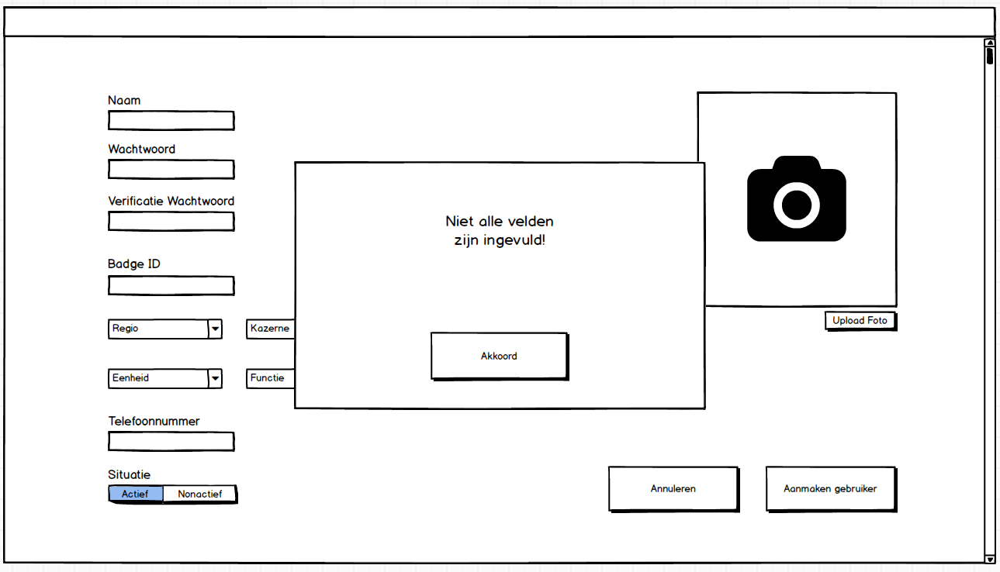 Naam
Wachtwoord
Verificatie Wachtwoord
Badge ID
Regio
Kazerne
Eenheid
Functie
Telefoonnummer
Situatie
Actief
Nonactief
Niet alle velden
zijn ingevuld!
Akkoord
Upload Foto
Annuleren
Aanmaken gebruiker